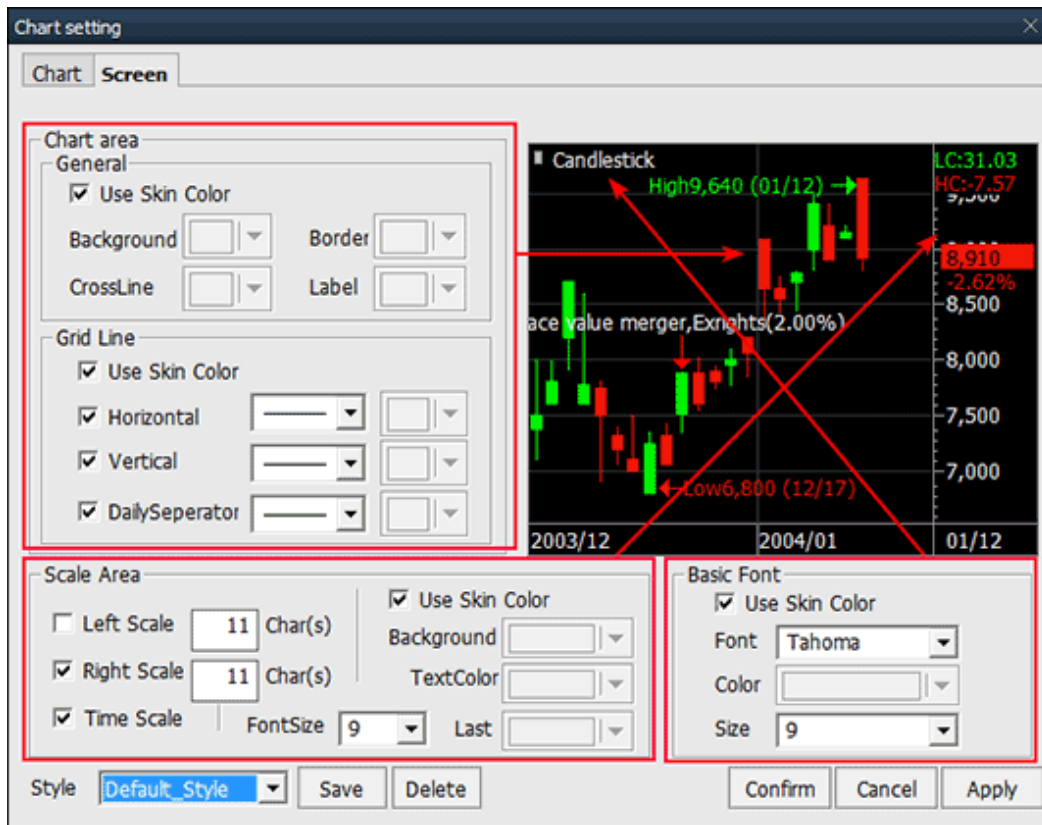 Chart setting
Chart Screen
Chart area
General
Use Skin Color
Background Border
CrossLine Label
Grid Line
Use Skin Color
Horizontal
Vertical
DailySeperator
Candlestick
LC:31.03
High9,640 (01/12)
HC:-7.57
8,910
-2.62%
8,500
ace value merger,Exrights(2.00%)
8,000
7,500
7,000
Low6,800 (12/17)
2003/12 2004/01 01/12
Scale Area
Left Scale 11 Char(s)
Right Scale 11 Char(s)
Time Scale FontSize 9
Use Skin Color
Background
TextColor
Last
Basic Font
Use Skin Color
Font Tahoma
Color
Size 9
Style Default_Style Save Delete Confirm Cancel Apply